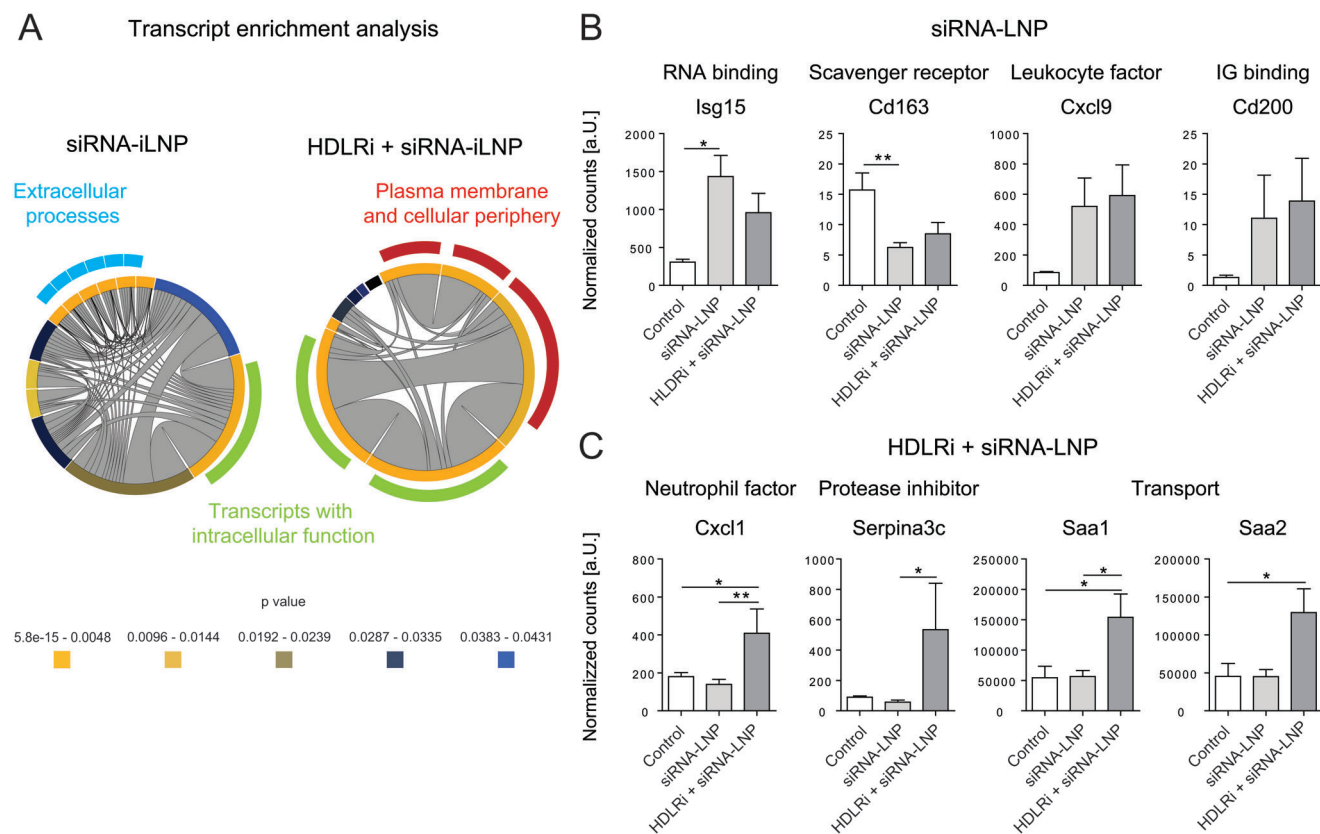 A
Transcript enrichment analysis
siRNA-iLNP
HDLRi + siRNA-iLNP
Extracellular
processes
Plasma membrane
and cellular periphery
Transcripts with
intracellular function
p value
5.8e-15 - 0.0048
0.0096 - 0.0144
0.0192 - 0.0239
0.0287 - 0.0335
0.0383 - 0.0431
B
siRNA-LNP
Normalized counts [a.U.]
RNA binding
Isg15
2000
1500
1000
500
0
*
Control
siRNA-LNP
HLDRi + siRNA-LNP
Scavenger receptor
Cd163
25
20
15
10
5
0
**
Control
siRNA-LNP
HDLRi + siRNA-LNP
Leukocyte factor
Cxcl9
1000
800
600
400
200
0
Control
siRNA-LNP
HDLRii + siRNA-LNP
IG binding
Cd200
25
20
15
10
5
0
Control
siRNA-LNP
HDLRi + siRNA-LNP
C
HDLRi + siRNA-LNP
Normalized counts [a.U.]
Neutrophil factor
Cxcl1
800
600
400
200
0
*
**
Control
siRNA-LNP
HDLRi + siRNA-LNP
Protease inhibitor
Serpina3c
1000
800
600
400
200
0
*
Control
siRNA-LNP
HDLRi + siRNA-LNP
Transport
Saa1
250000
200000
150000
100000
50000
0
*
*
Control
siRNA-LNP
HDLRi + siRNA-LNP
Saa2
200000
150000
100000
50000
0
*
Control
siRNA-LNP
HDLRi + siRNA-LNP